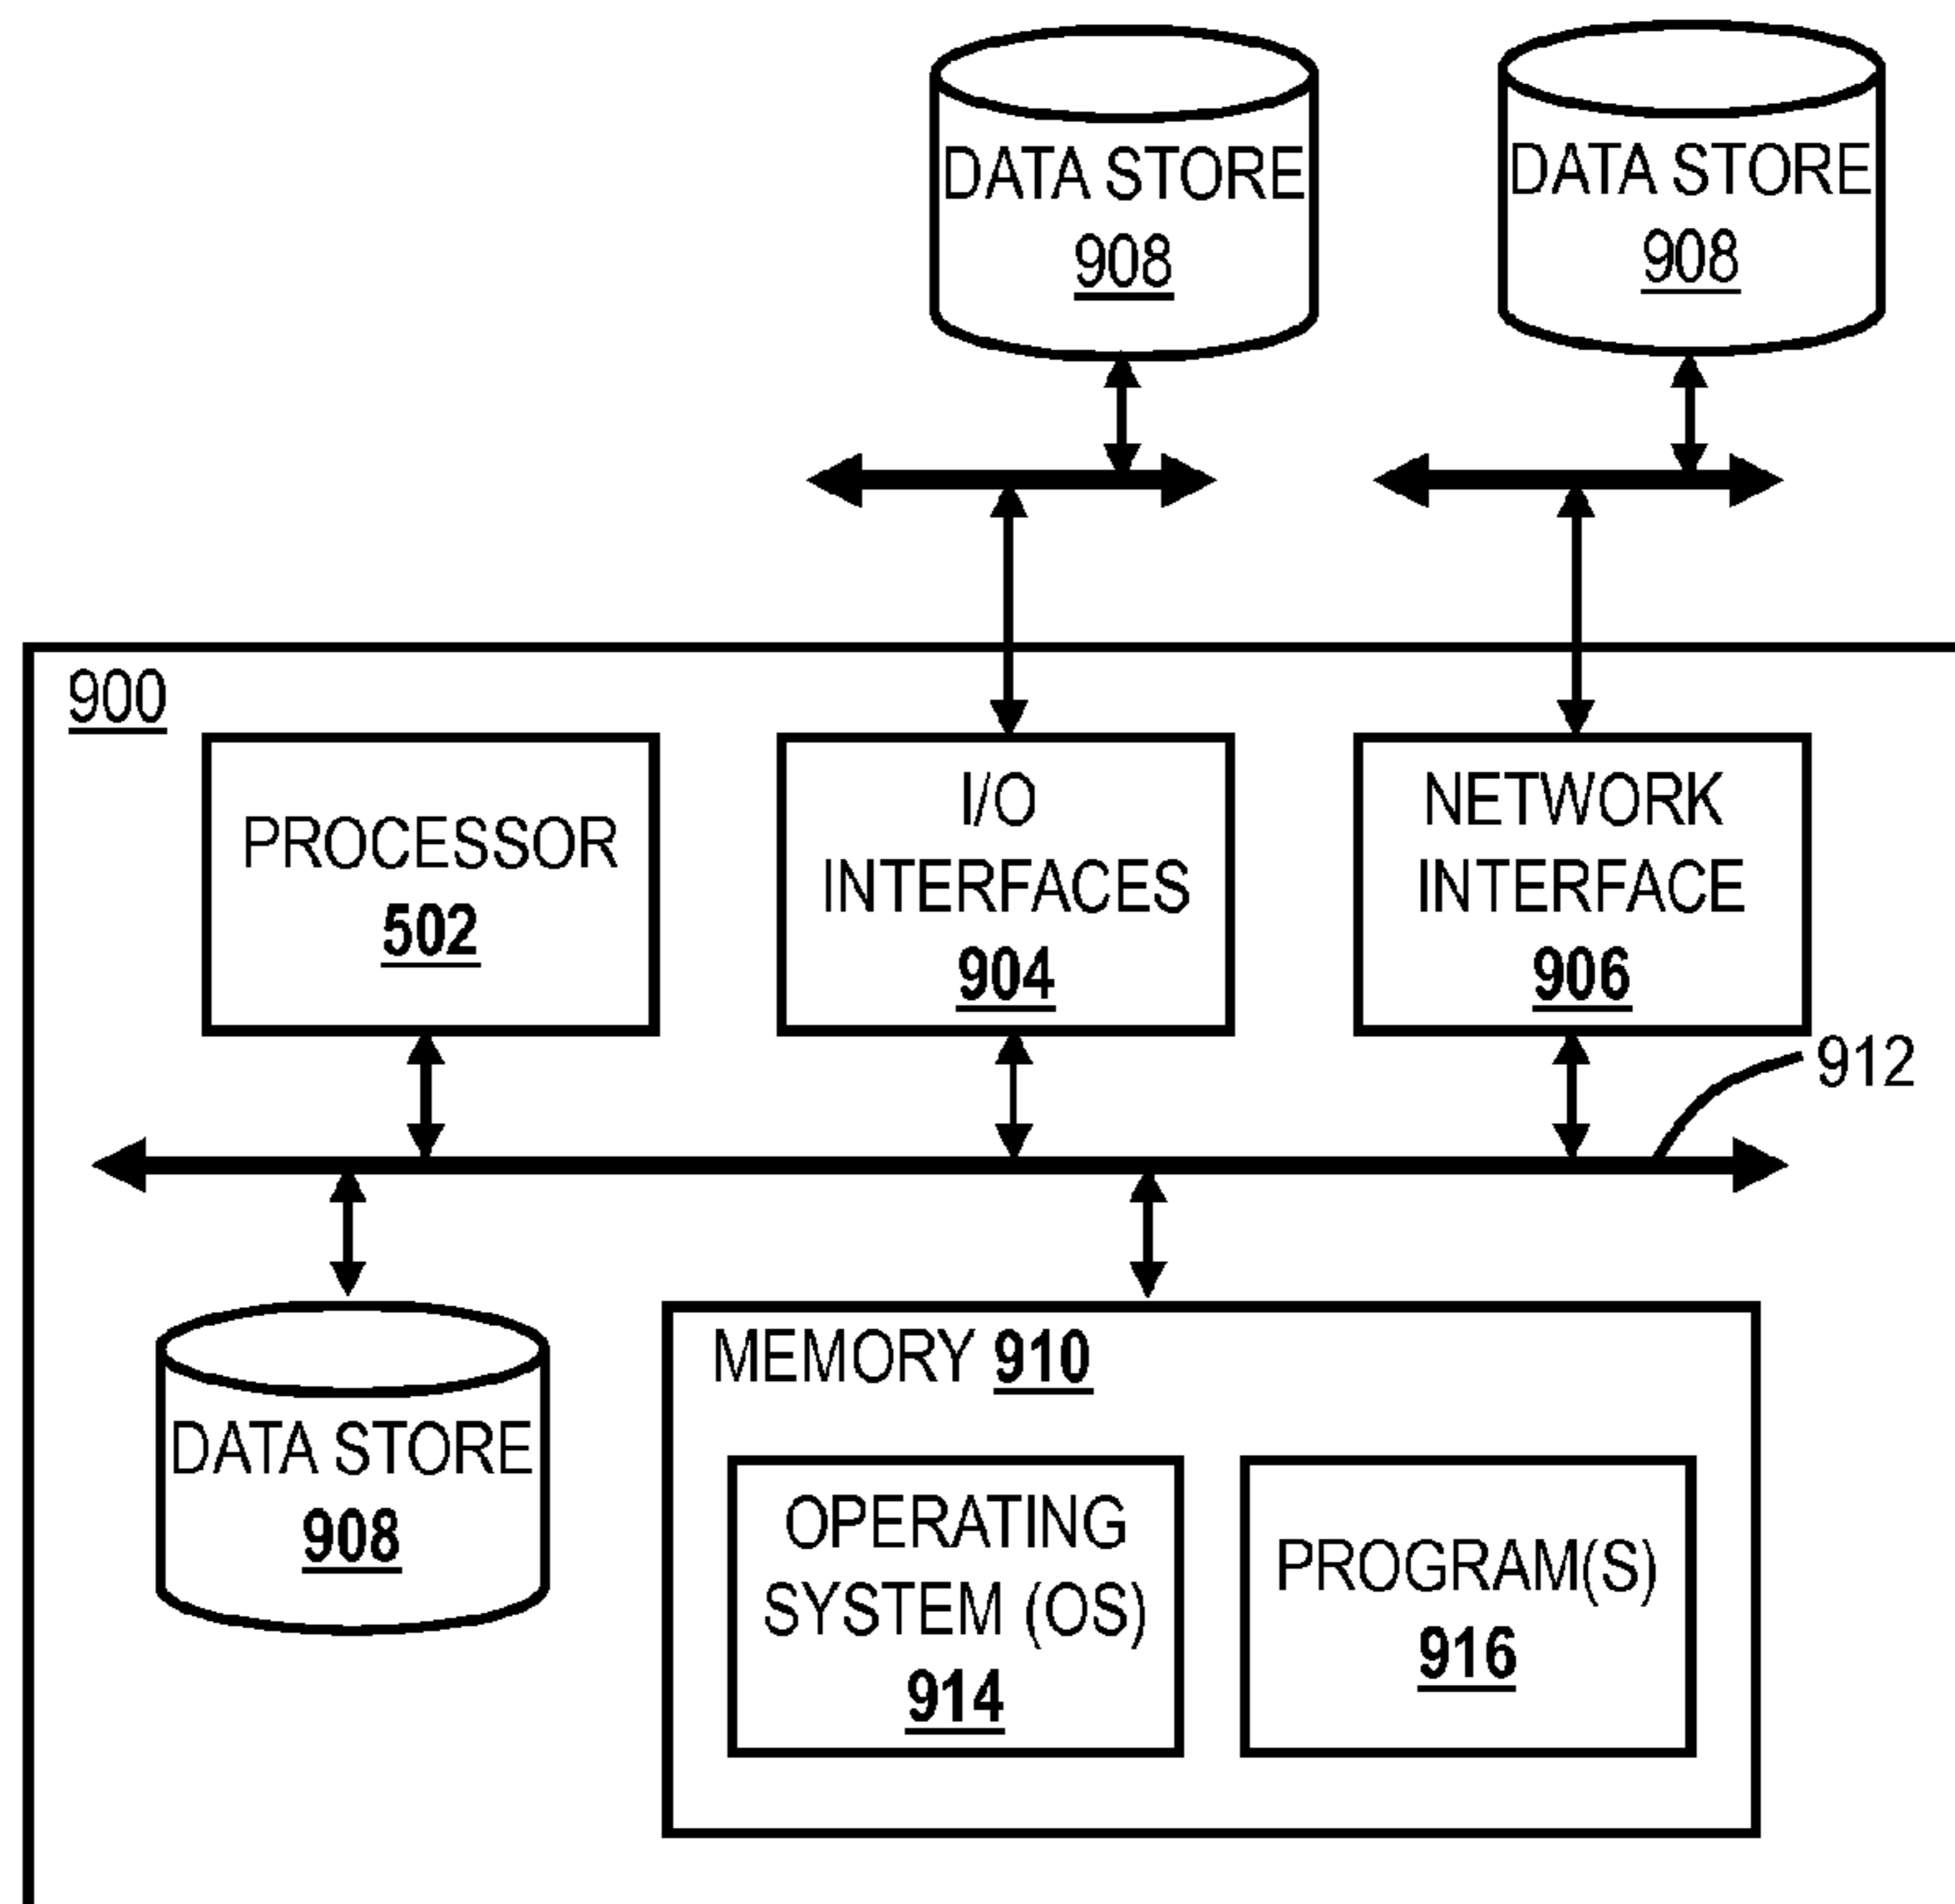 DATA STORE
908
DATA STORE
908
900
PROCESSOR
502
I/O
INTERFACES
904
NETWORK
INTERFACE
906
912
DATA STORE
908
MEMORY 910
OPERATING
SYSTEM (OS)
914
PROGRAM(S)
916